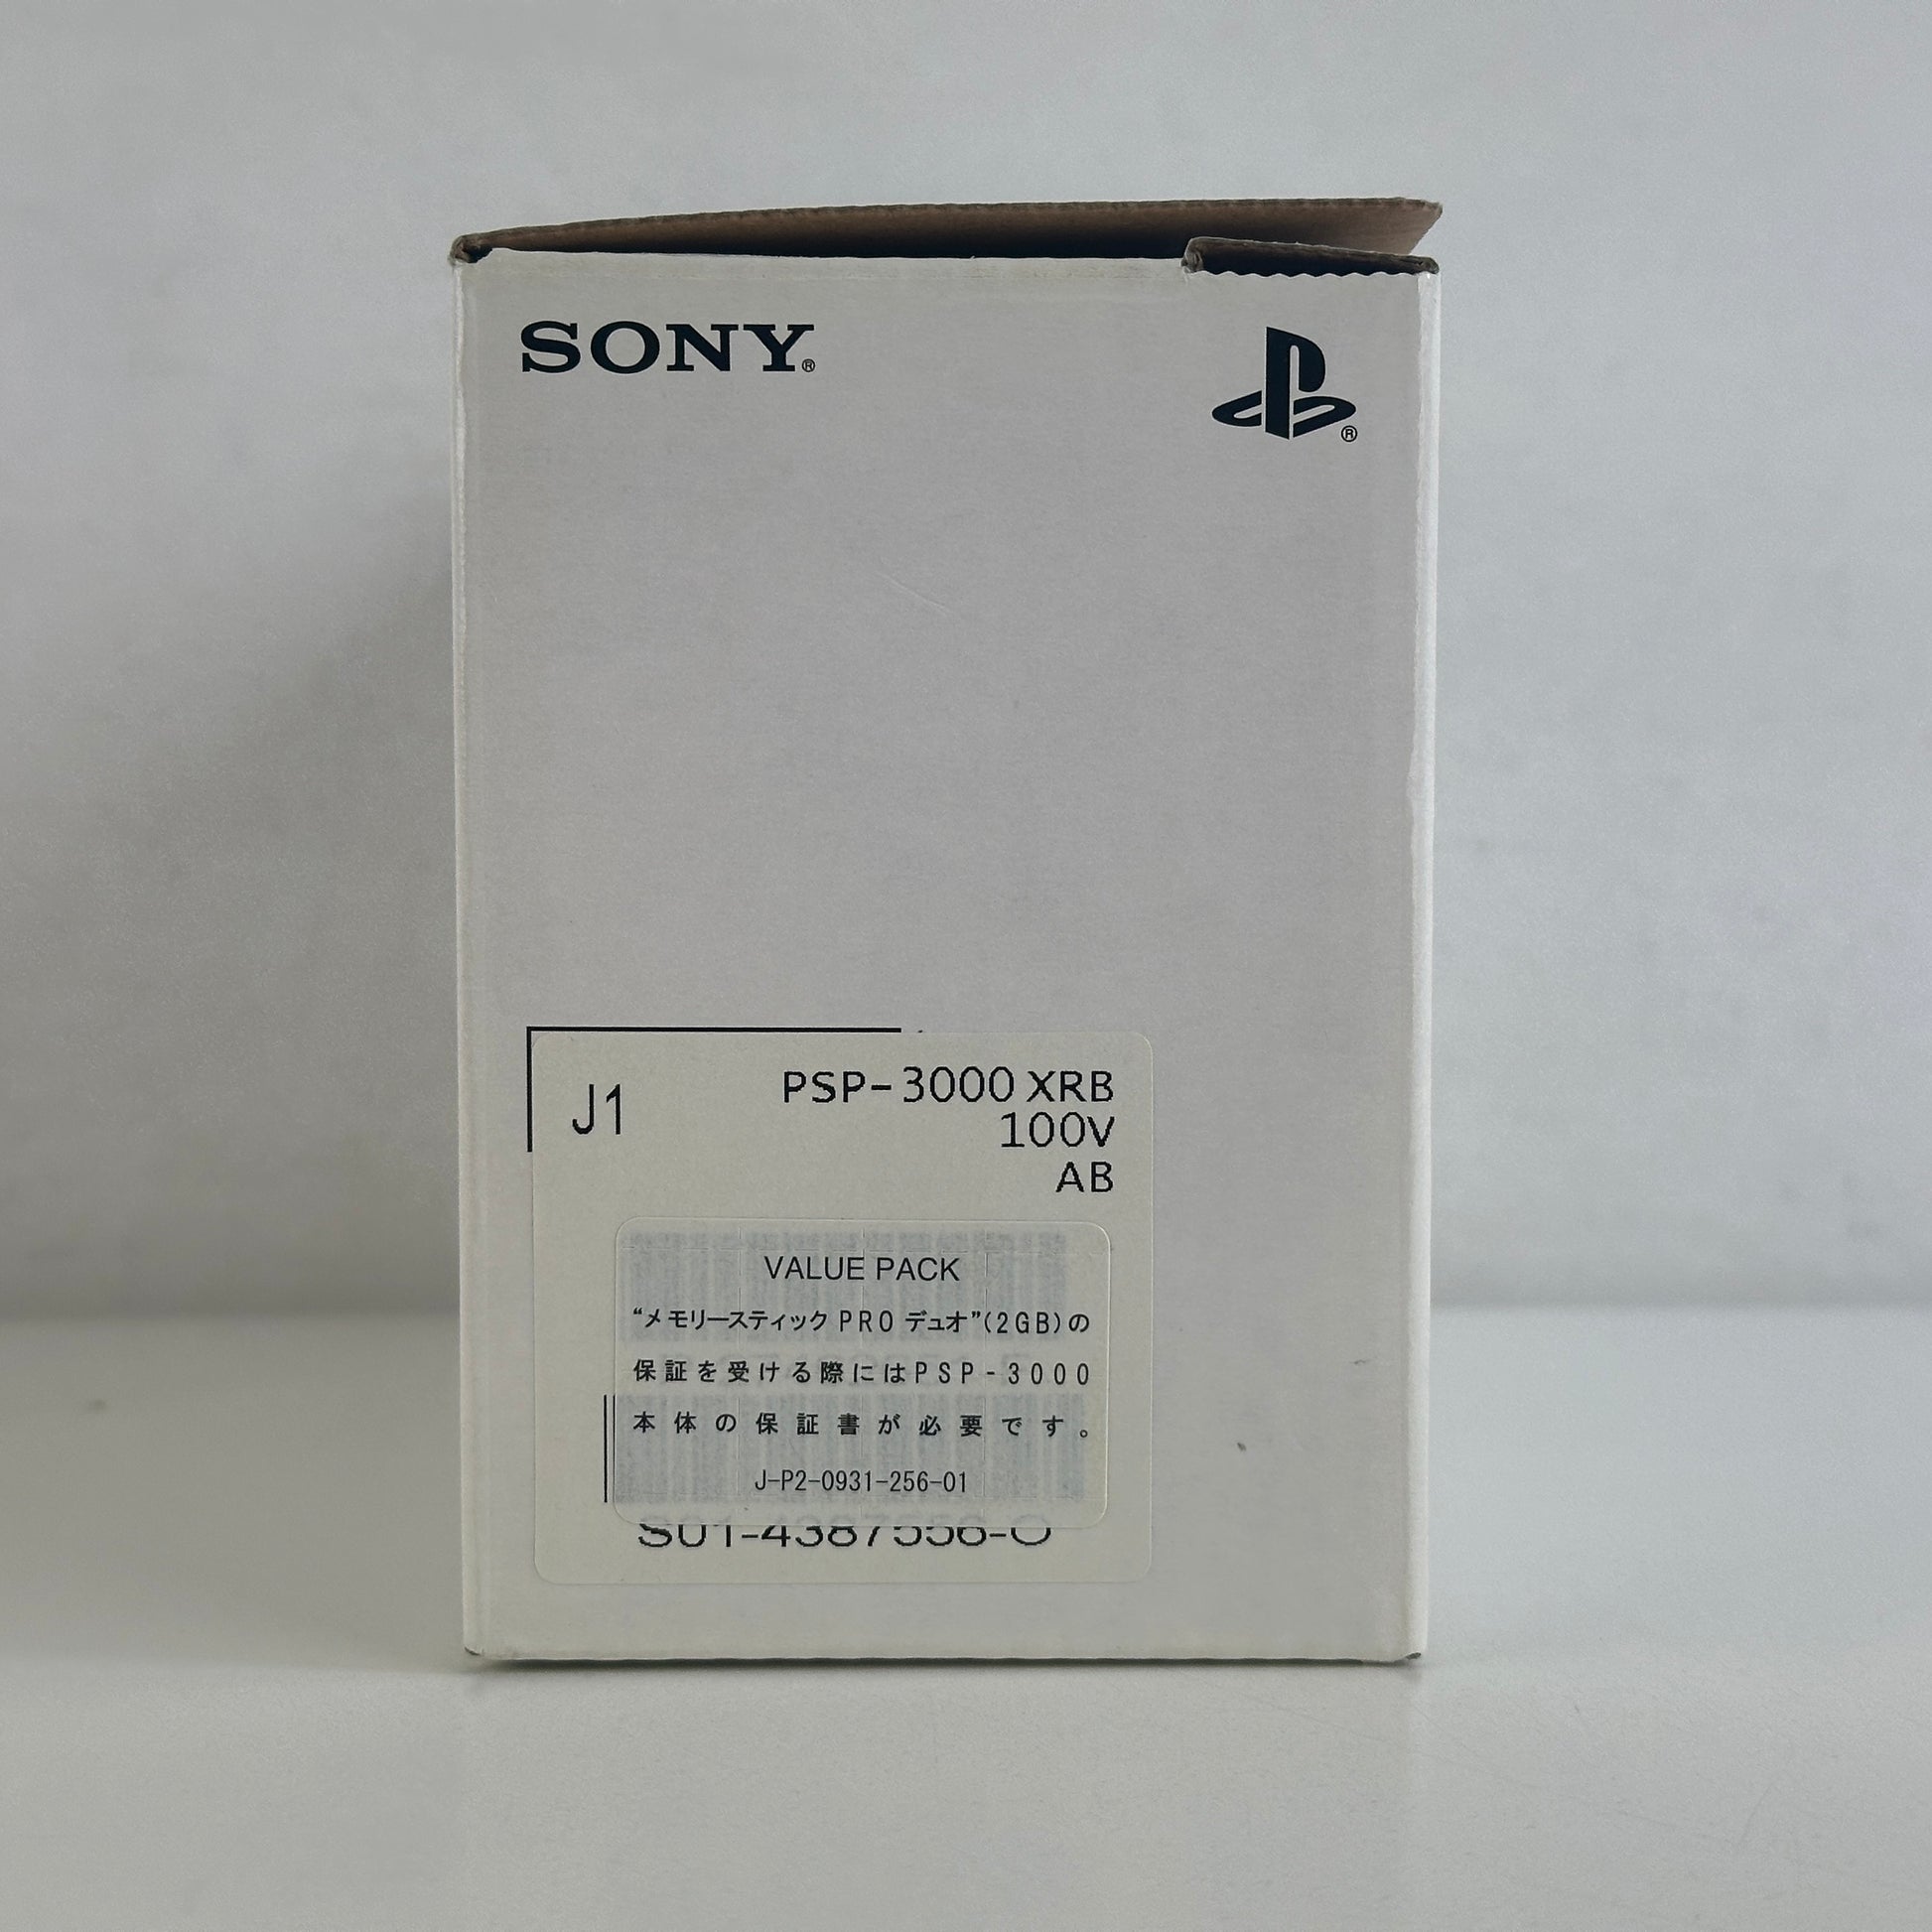 SONY®
®
J1
PSP-3000 XRB
100V
AB
VALUE PACK
“メモリースティック PRO デュオ”(2GB)の
保証を受ける際にはPSP-3000
本体の保証書が必要です。
J-P2-0931-256-01
S01-4387556-O